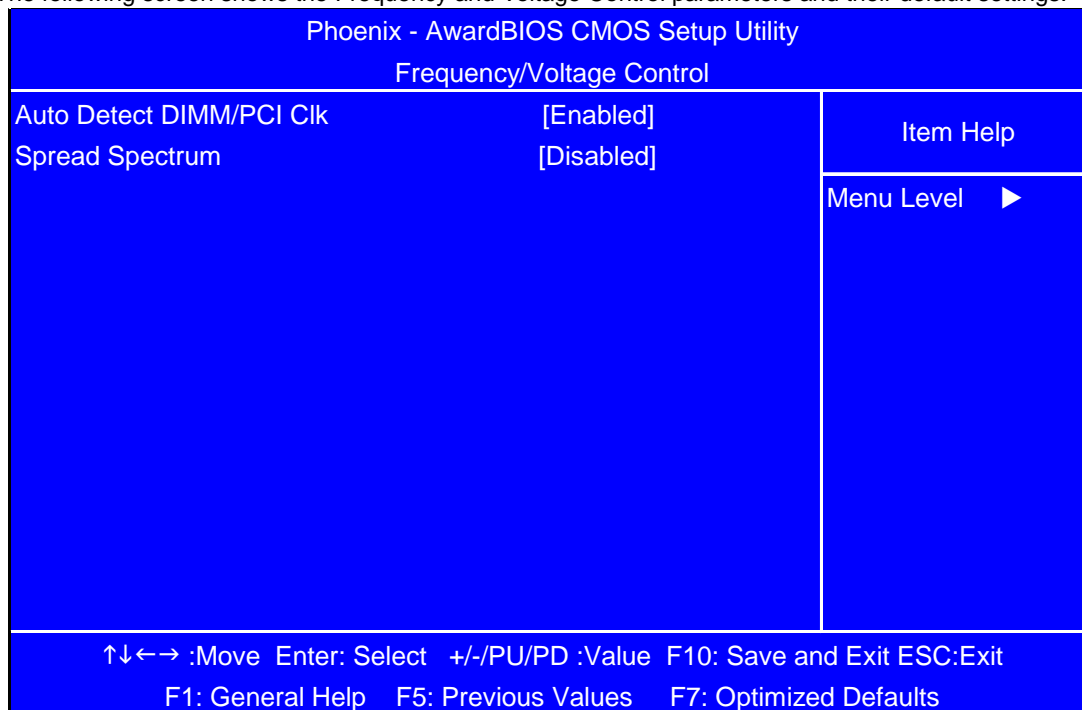 The following screen shows the Frequency and Voltage Control parameters and their default settings.
Phoenix - AwardBIOS CMOS Setup Utility
Frequency/Voltage Control
Auto Detect DIMM/PCI Clk [Enabled]
Spread Spectrum [Disabled]
Item Help
Menu Level ▶
↑↓←→ :Move Enter: Select +/-/PU/PD :Value F10: Save and Exit ESC:Exit
F1: General Help F5: Previous Values F7: Optimized Defaults